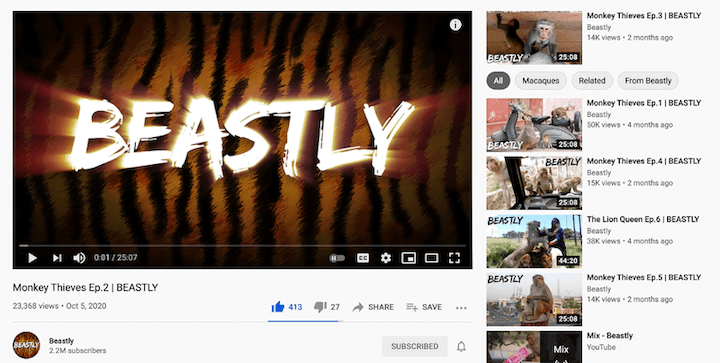 BEASTLY
0:01 / 25:07
CC
Monkey Thieves Ep.2 | BEASTLY
23,368 views • Oct 5, 2020
413
27
SHARE
SAVE
BEASTLY
Beastly
2.2M subscribers
SUBSCRIBED
BEASTLY
25:08
Monkey Thieves Ep.3 | BEASTLY
Beastly
14K views • 2 months ago
All
Macaques
Related
From Beastly
BEASTLY
25:08
Monkey Thieves Ep.1 | BEASTLY
Beastly
50K views • 4 months ago
BEASTLY
25:08
Monkey Thieves Ep.4 | BEASTLY
Beastly
15K views • 2 months ago
BEASTLY
44:20
The Lion Queen Ep.6 | BEASTLY
Beastly
38K views • 4 months ago
BEASTLY
25:08
Monkey Thieves Ep.5 | BEASTLY
Beastly
14K views • 2 months ago
Mix
Mix - Beastly
YouTube